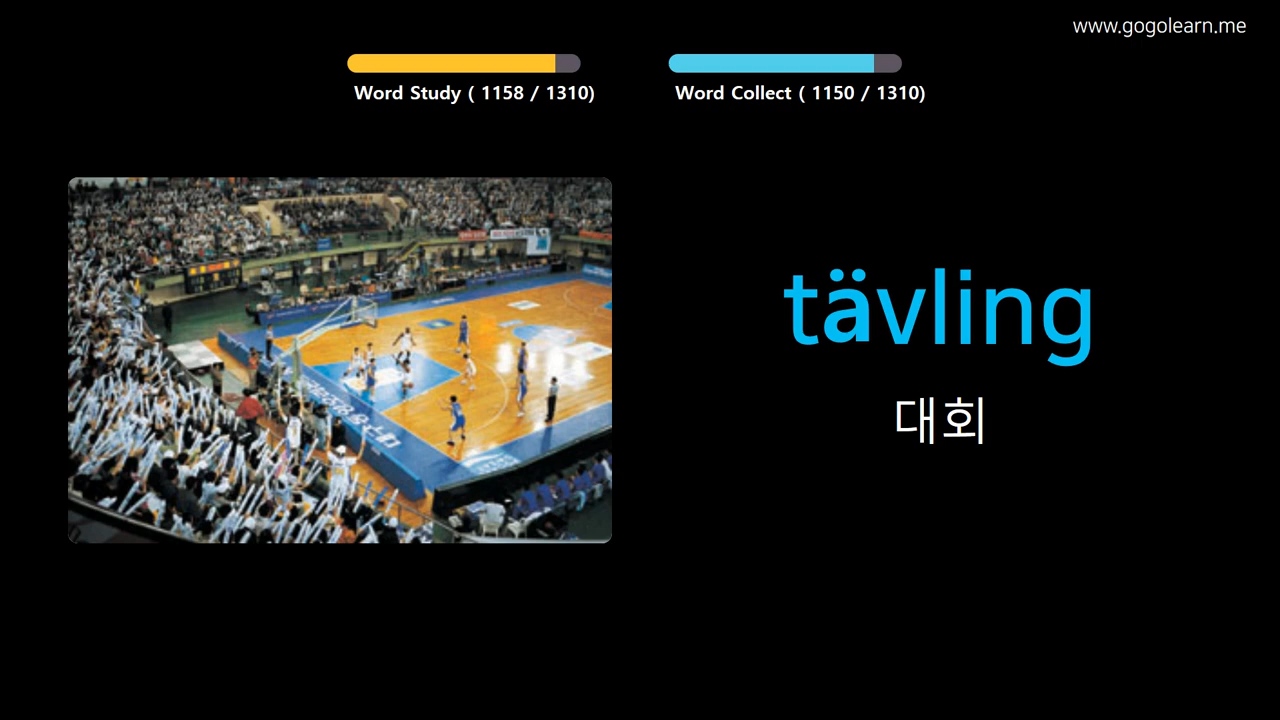 www.gogolearn.me
Word Study ( 1158 / 1310)
Word Collect ( 1150 / 1310)
tävling
대회